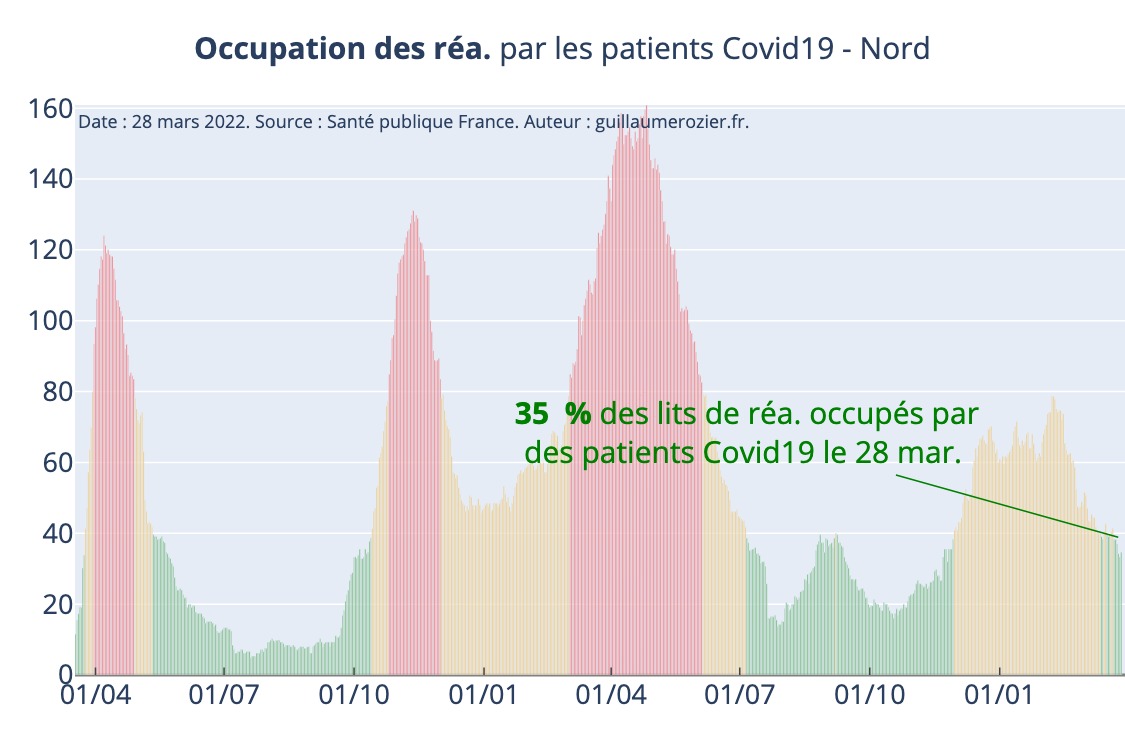 Occupation des réa. par les patients Covid19 - Nord
160
Date : 28 mars 2022. Source : Santé publique France. Auteur : guillaumerozier.fr.
140
120
100
80
35 % des lits de réa. occupés par
des patients Covid19 le 28 mar.
60
40
20
0
01/04 01/07 01/10 01/01 01/04 01/07 01/10 01/01